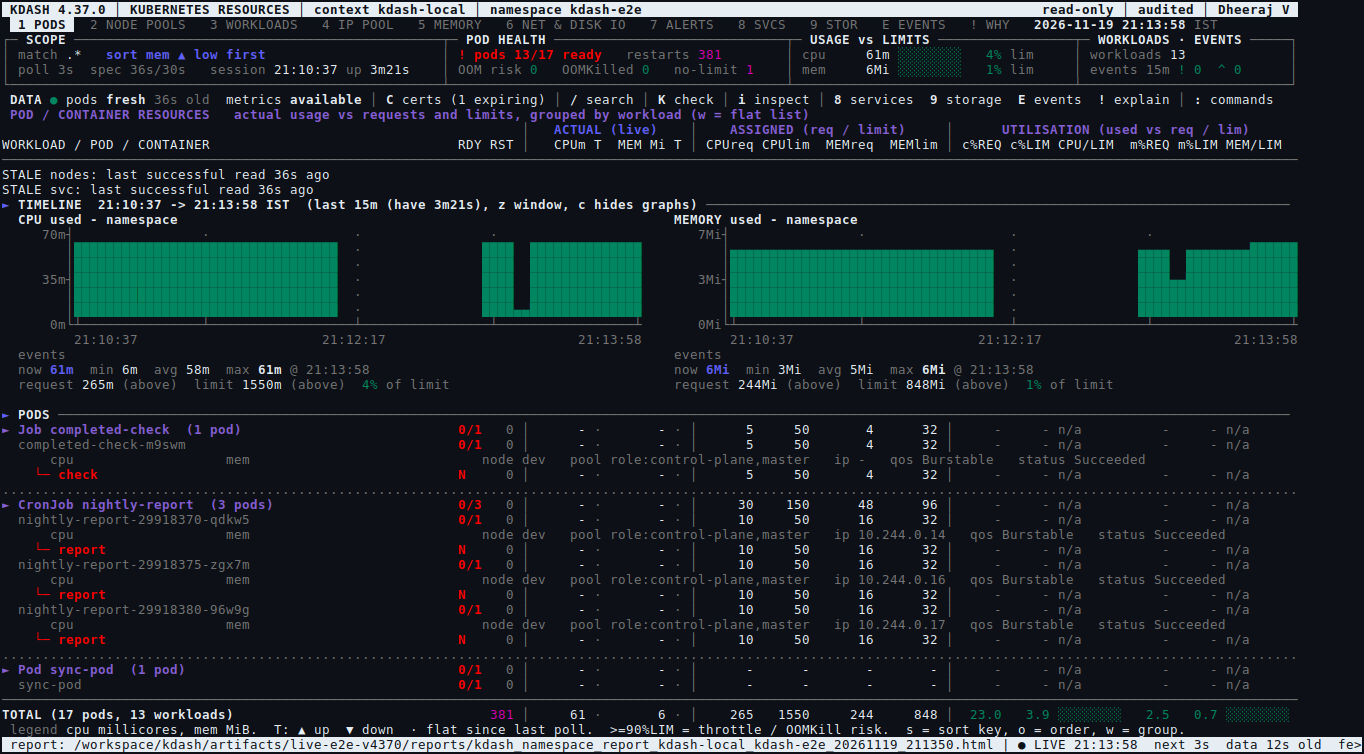 KDASH 4.37.0 │ KUBERNETES RESOURCES │ context kdash-local │ namespace kdash-e2e read-only │ audited │ Dheeraj V
1 PODS 2 NODE POOLS 3 WORKLOADS 4 IP POOL 5 MEMORY 6 NET & DISK IO 7 ALERTS 8 SVCS 9 STOR E EVENTS ! WHY 2026-11-19 21:13:58 IST
SCOPE POD HEALTH USAGE vs LIMITS WORKLOADS · EVENTS
match .* sort mem ▲ low first ! pods 13/17 ready restarts 381 cpu 61m 4% lim workloads 13
poll 3s spec 36s/30s session 21:10:37 up 3m21s OOM risk 0 OOMKilled 0 no-limit 1 mem 6Mi 1% lim events 15m ! 0 ^ 0
DATA ● pods fresh 36s old metrics available │ C certs (1 expiring) │ / search │ K check │ i inspect │ 8 services 9 storage E events ! explain │ : commands
POD / CONTAINER RESOURCES actual usage vs requests and limits, grouped by workload (w = flat list)
│ ACTUAL (live) │ ASSIGNED (req / limit) │ UTILISATION (used vs req / lim)
WORKLOAD / POD / CONTAINER RDY RST │ CPUm T MEM Mi T │ CPUreq CPUlim MEMreq MEMlim │ c%REQ c%LIM CPU/LIM m%REQ m%LIM MEM/LIM
STALE nodes: last successful read 36s ago
STALE svc: last successful read 36s ago
► TIMELINE 21:10:37 -> 21:13:58 IST (last 15m (have 3m21s), z window, c hides graphs)
CPU used - namespace MEMORY used - namespace
70m 7Mi
35m 3Mi
0m 0Mi
21:10:37 21:12:17 21:13:58 21:10:37 21:12:17 21:13:58
events events
now 61m min 6m avg 58m max 61m @ 21:13:58 now 6Mi min 3Mi avg 5Mi max 6Mi @ 21:13:58
request 265m (above) limit 1550m (above) 4% of limit request 244Mi (above) limit 848Mi (above) 1% of limit
► PODS
► Job completed-check (1 pod) 0/1 0 │ - · - · │ 5 50 4 32 │ - - n/a - - n/a
completed-check-m9swm 0/1 0 │ - · - · │ 5 50 4 32 │ - - n/a - - n/a
cpu mem node dev pool role:control-plane,master ip - qos Burstable status Succeeded
└─ check N 0 │ - · - · │ 5 50 4 32 │ - - n/a - - n/a
► CronJob nightly-report (3 pods) 0/3 0 │ - · - · │ 30 150 48 96 │ - - n/a - - n/a
nightly-report-29918370-qdkw5 0/1 0 │ - · - · │ 10 50 16 32 │ - - n/a - - n/a
cpu mem node dev pool role:control-plane,master ip 10.244.0.14 qos Burstable status Succeeded
└─ report N 0 │ - · - · │ 10 50 16 32 │ - - n/a - - n/a
nightly-report-29918375-zgx7m 0/1 0 │ - · - · │ 10 50 16 32 │ - - n/a - - n/a
cpu mem node dev pool role:control-plane,master ip 10.244.0.16 qos Burstable status Succeeded
└─ report N 0 │ - · - · │ 10 50 16 32 │ - - n/a - - n/a
nightly-report-29918380-96w9g 0/1 0 │ - · - · │ 10 50 16 32 │ - - n/a - - n/a
cpu mem node dev pool role:control-plane,master ip 10.244.0.17 qos Burstable status Succeeded
└─ report N 0 │ - · - · │ 10 50 16 32 │ - - n/a - - n/a
► Pod sync-pod (1 pod) 0/1 0 │ - · - · │ - - - - │ - - n/a - - n/a
sync-pod 0/1 0 │ - · - · │ - - - - │ - - n/a - - n/a
TOTAL (17 pods, 13 workloads) 381 │ 61 · 6 · │ 265 1550 244 848 │ 23.0 3.9 2.5 0.7
legend cpu millicores, mem MiB. T: ▲ up ▼ down · flat since last poll. >=90%LIM = throttle / OOMKill risk. s = sort key, o = order, w = group.
report: /workspace/kdash/artifacts/live-e2e-v4370/reports/kdash_namespace_report_kdash-local_kdash-e2e_20261119_211350.html │ ● LIVE 21:13:58 next 3s data 12s old fe>